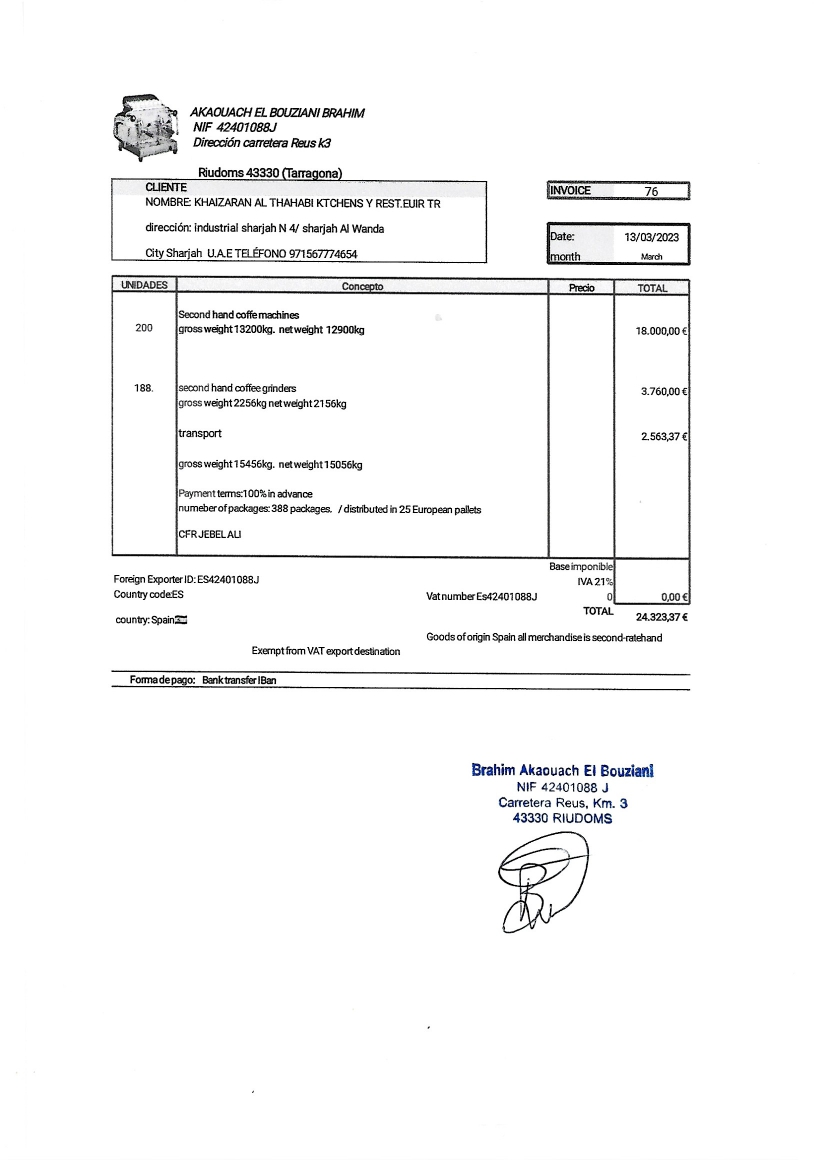 AKAOUACH EL BOUZIANI BRAHIM
NIF 42401088J
Dirección carretera Reus k3
Riudoms 43330 (Tarragona)
CLIENTE
NOMBRE: KHAIZARAN AL THAHABI KTCHENS Y REST.EUIR TR
dirección: industrial sharjah N 4/ sharjah Al Wanda
City Sharjah U.A.E TELÉFONO 971567774654
INVOICE 76
Date: 13/03/2023
month March
UNIDADES Concepto Precio TOTAL
Second hand coffe machines
200 gross weight 13200kg. net weight 12900kg 18.000,00 €
188. second hand coffee grinders 3.760,00 €
gross weight 2256kg net weight 2156kg
transport 2.563,37 €
gross weight 15456kg. net weight 15056kg
Payment terms:100% in advance
numeber of packages: 388 packages. / distributed in 25 European pallets
CFR JEBEL ALI
Base imponible
Foreign Exporter ID: ES42401088J IVA 21%
Country code:ES Vat number Es42401088J 0 0,00 €
country: Spain TOTAL 24.323,37 €
Goods of origin Spain all merchandise is second-ratehand
Exempt from VAT export destination
Forma de pago: Bank transfer IBan
Brahim Akaouach El Bouziani
NIF 42401088 J
Carretera Reus, Km. 3
43330 RIUDOMS